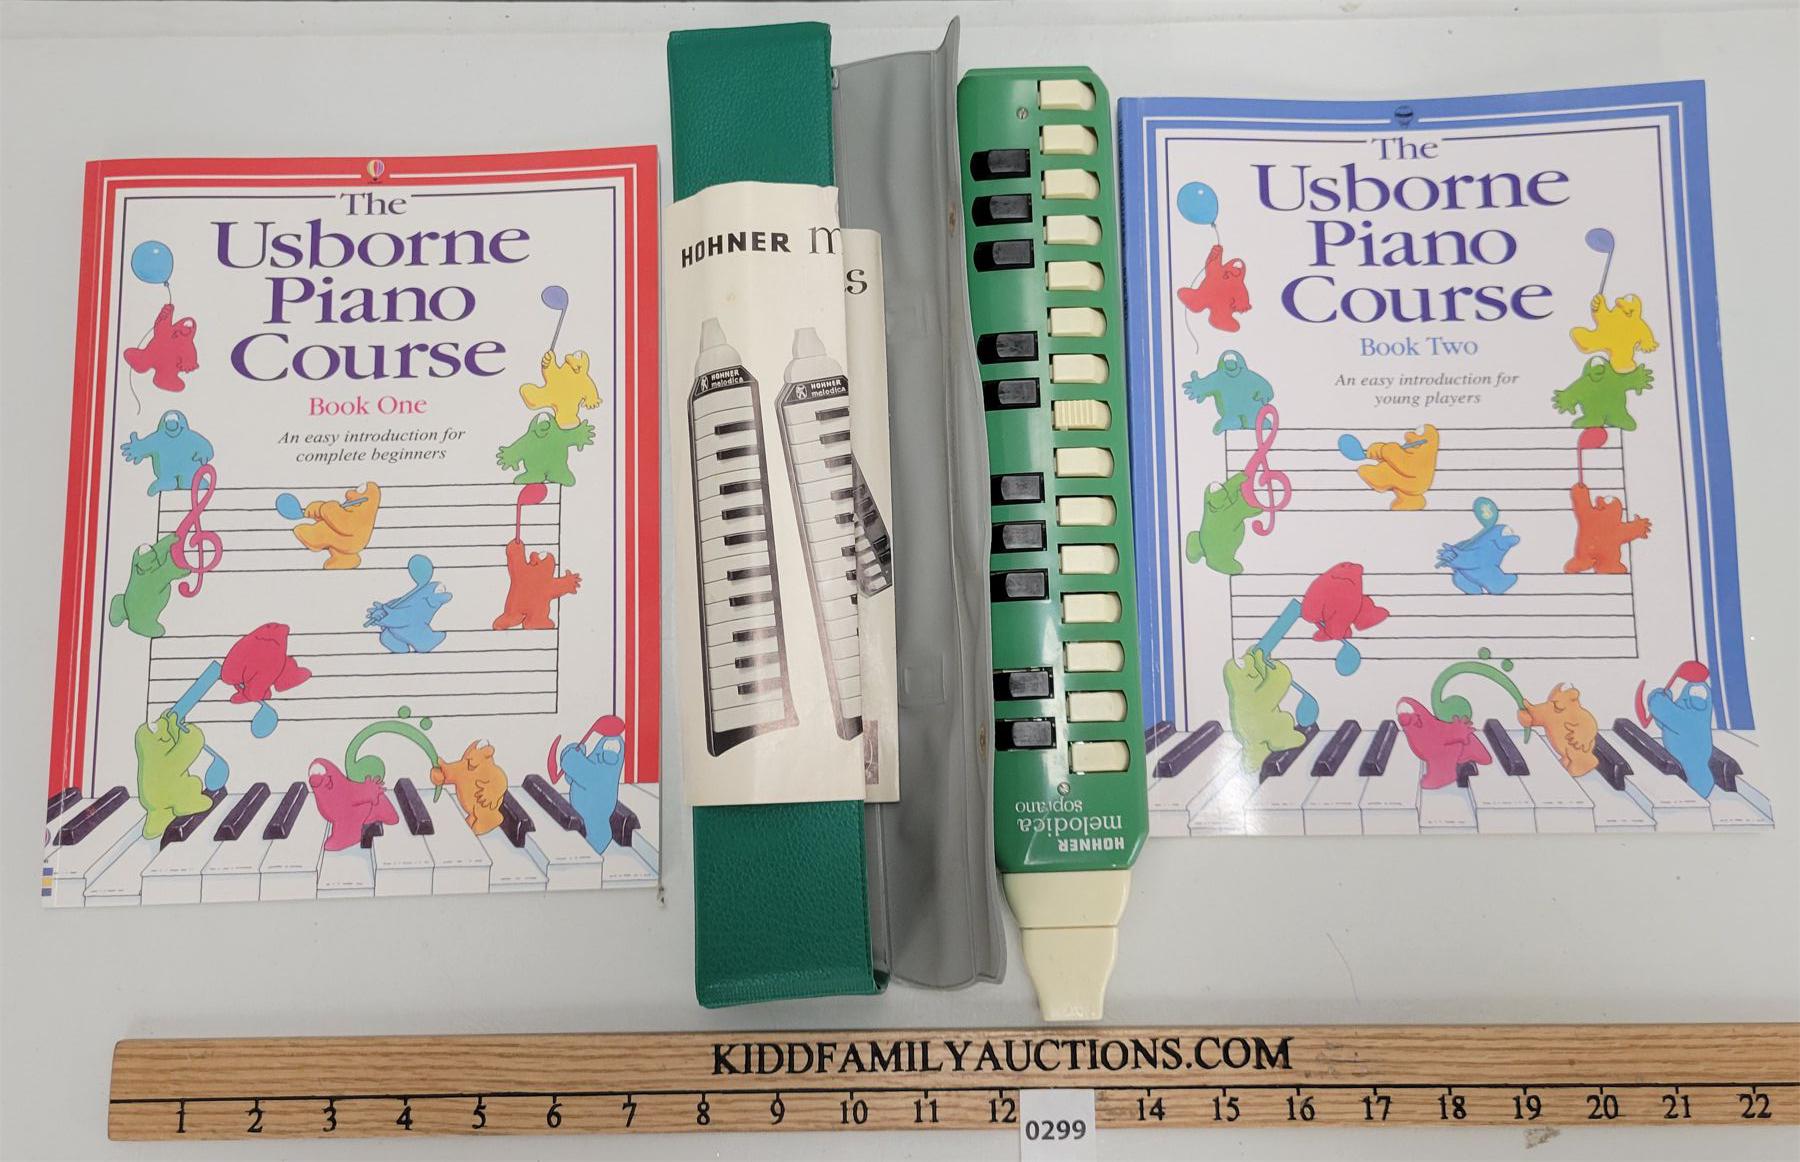 The
Usborne
Piano
Course
Book One
An easy introduction for
complete beginners
HOHNER m
s
HOHNER
melodica
HOHNER
melodica
HOHNER
melodica
soprano
The
Usborne
Piano
Course
Book Two
An easy introduction for
young players
KIDDFAMILYAUCTIONS.COM
1 2 3 4 5 6 7 8 9 10 11 12 14 15 16 17 18 19 20 21 22
0299